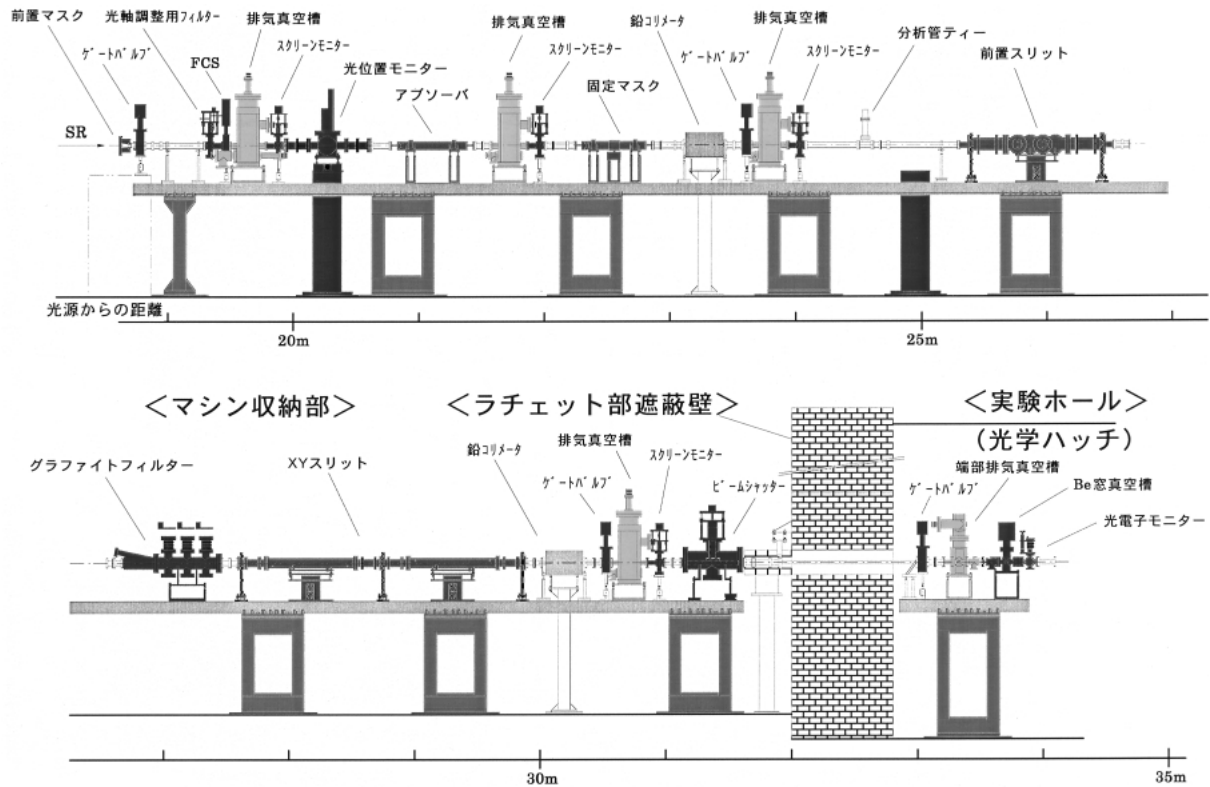 前置マスク
光軸調整用フィルター
排気真空槽
ゲートバルブ
FCS
スクリーンモニター
光位置モニター
アブソーバ
排気真空槽
スクリーンモニター
固定マスク
鉛コリメータ
排気真空槽
ゲートバルブ
スクリーンモニター
分析管ティー
前置スリット
SR
光源からの距離
20m
25m
＜マシン収納部＞
＜ラチェット部遮蔽壁＞
＜実験ホール＞
(光学ハッチ)
グラファイトフィルター
XYスリット
鉛コリメータ
排気真空槽
ゲートバルブ
スクリーンモニター
ビームシャッター
ゲートバルブ
端部排気真空槽
Be窓真空槽
光電子モニター
30m
35m